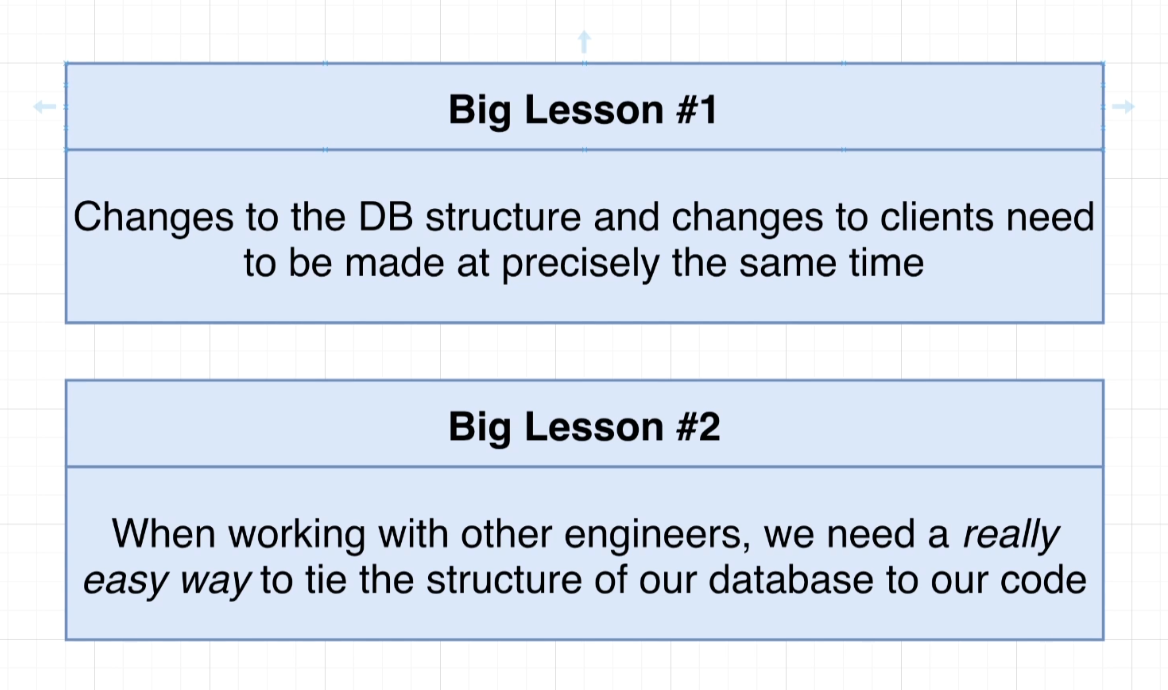 Big Lesson #1
Changes to the DB structure and changes to clients need
to be made at precisely the same time
Big Lesson #2
When working with other engineers, we need a really
easy way to tie the structure of our database to our code